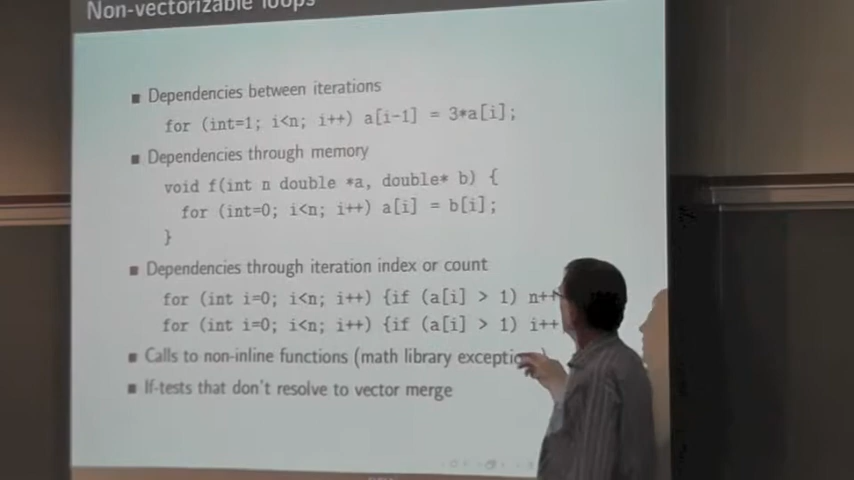 Non-vectorizable loops
Dependencies between iterations
for (int=1; i<n; i++) a[i-1] = 3*a[i];
Dependencies through memory
void f(int n double *a, double* b) {
for (int=0; i<n; i++) a[i] = b[i];
}
Dependencies through iteration index or count
for (int i=0; i<n; i++) {if (a[i] > 1) n++
for (int i=0; i<n; i++) {if (a[i] > 1) i++
Calls to non-inline functions (math library exceptio
If-tests that don't resolve to vector merge